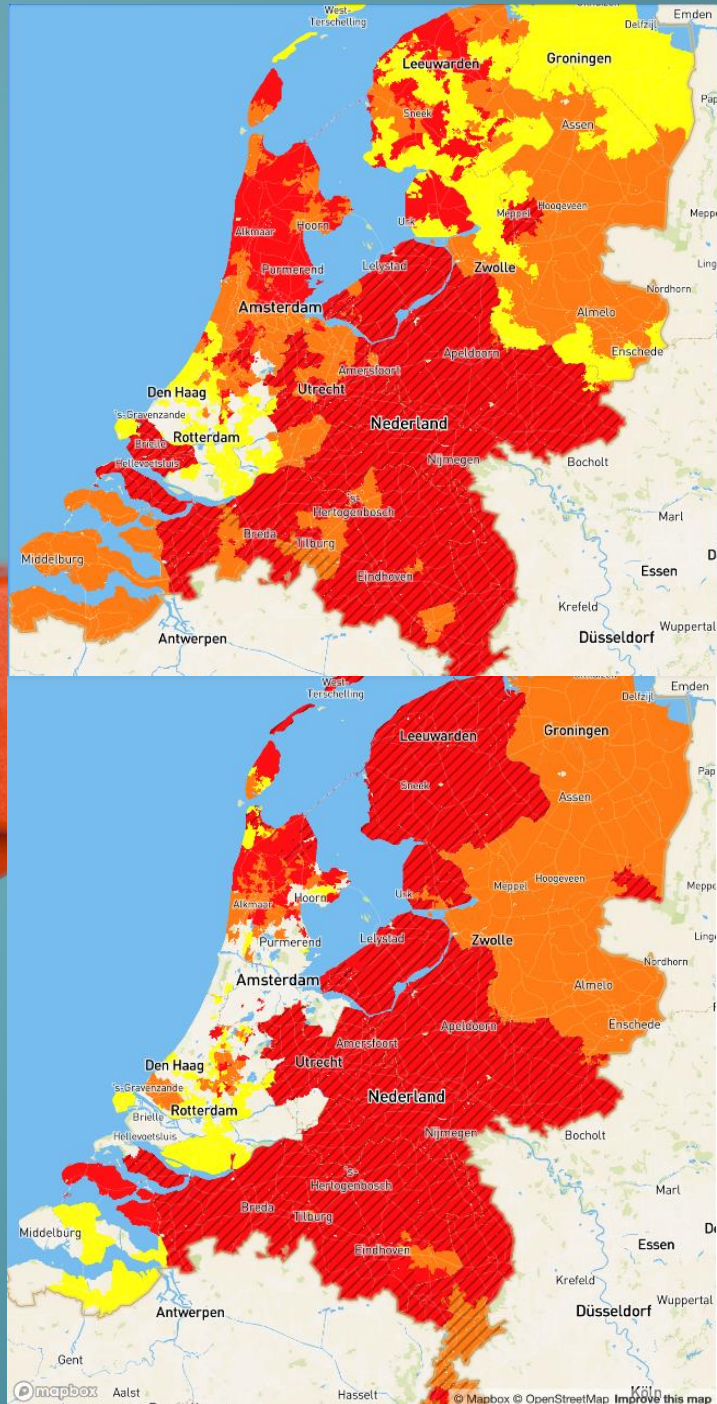 Emden
West-
Terschelling
Delfzijl
Leeuwarden
Groningen
Sneek
Assen
Hoogeveen
Meppel
Urk
Alkmaar
Hoorn
Lelystad
Purmerend
Zwolle
Nordhorn
Amsterdam
Almelo
Apeldoorn
Enschede
Amersfoort
Den Haag
Utrecht
's-Gravenzande
Nederland
Rotterdam
Brielle
Nijmegen
Hellevoetsluis
Bocholt
's-
Hertogenbosch
Marl
Breda
Tilburg
Middelburg
Eindhoven
Essen
Krefeld
Wuppertal
Antwerpen
Düsseldorf
West-
Terschelling
Emden
Delfzijl
Leeuwarden
Groningen
Sneek
Assen
Hoogeveen
Meppel
Urk
Alkmaar
Hoorn
Lelystad
Purmerend
Zwolle
Nordhorn
Amsterdam
Almelo
Apeldoorn
Enschede
Amersfoort
Den Haag
Utrecht
's-Gravenzande
Nederland
Rotterdam
Brielle
Nijmegen
Hellevoetsluis
Bocholt
's-
Hertogenbosch
Marl
Breda
Tilburg
Middelburg
Eindhoven
Essen
Krefeld
Wuppertal
Antwerpen
Düsseldorf
Gent
Aalst
Hasselt
Köln
mapbox
© Mapbox © OpenStreetMap Improve this map